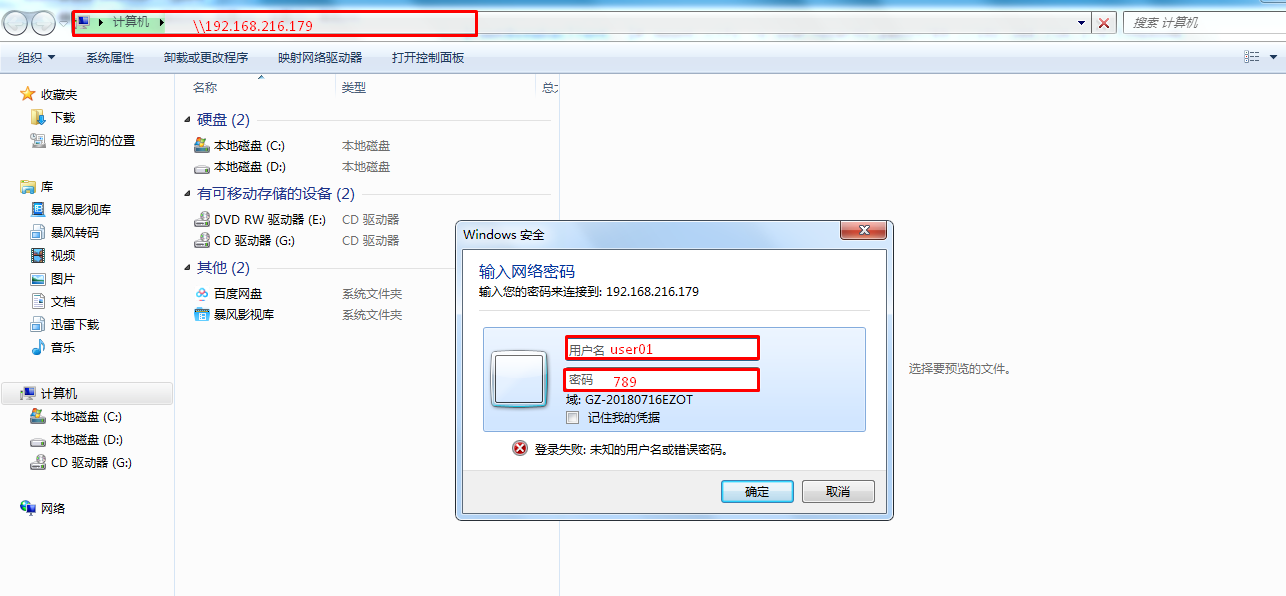 计算机 \\192.168.216.179 搜索 计算机
组织 系统属性 卸载或更改程序 映射网络驱动器 打开控制面板
收藏夹
下载
最近访问的位置
库
暴风影视库
暴风转码
视频
图片
文档
迅雷下载
音乐
计算机
本地磁盘 (C:)
本地磁盘 (D:)
CD 驱动器 (G:)
网络
名称 类型
硬盘 (2)
本地磁盘 (C:) 本地磁盘
本地磁盘 (D:) 本地磁盘
有可移动存储的设备 (2)
DVD RW 驱动器 (E:) CD 驱动器
CD 驱动器 (G:) CD 驱动器
其他 (2)
百度网盘 系统文件夹
暴风影视库 系统文件夹
Windows 安全
输入网络密码
输入您的密码来连接到: 192.168.216.179
用户名 user01
密码 789
域: GZ-20180716EZOT
记住我的凭据
登录失败: 未知的用户名或错误密码。
确定 取消
选择要预览的文件。